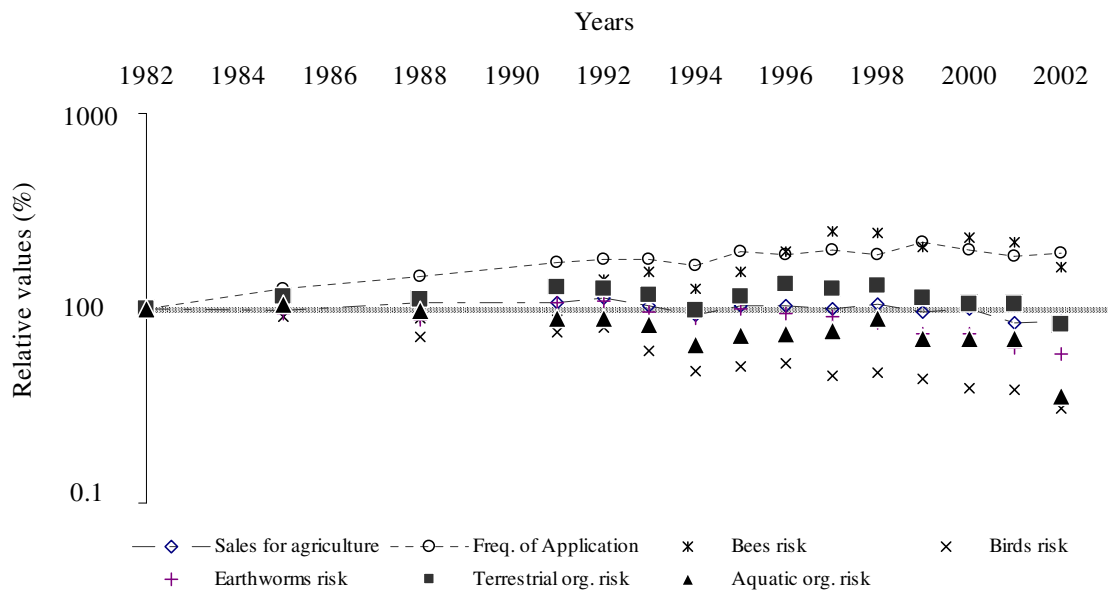 Years
1982 1984 1986 1988 1990 1992 1994 1996 1998 2000 2002
1000
100
0.1
Relative values (%)
Sales for agriculture Freq. of Application Bees risk Birds risk
Earthworms risk Terrestrial org. risk Aquatic org. risk